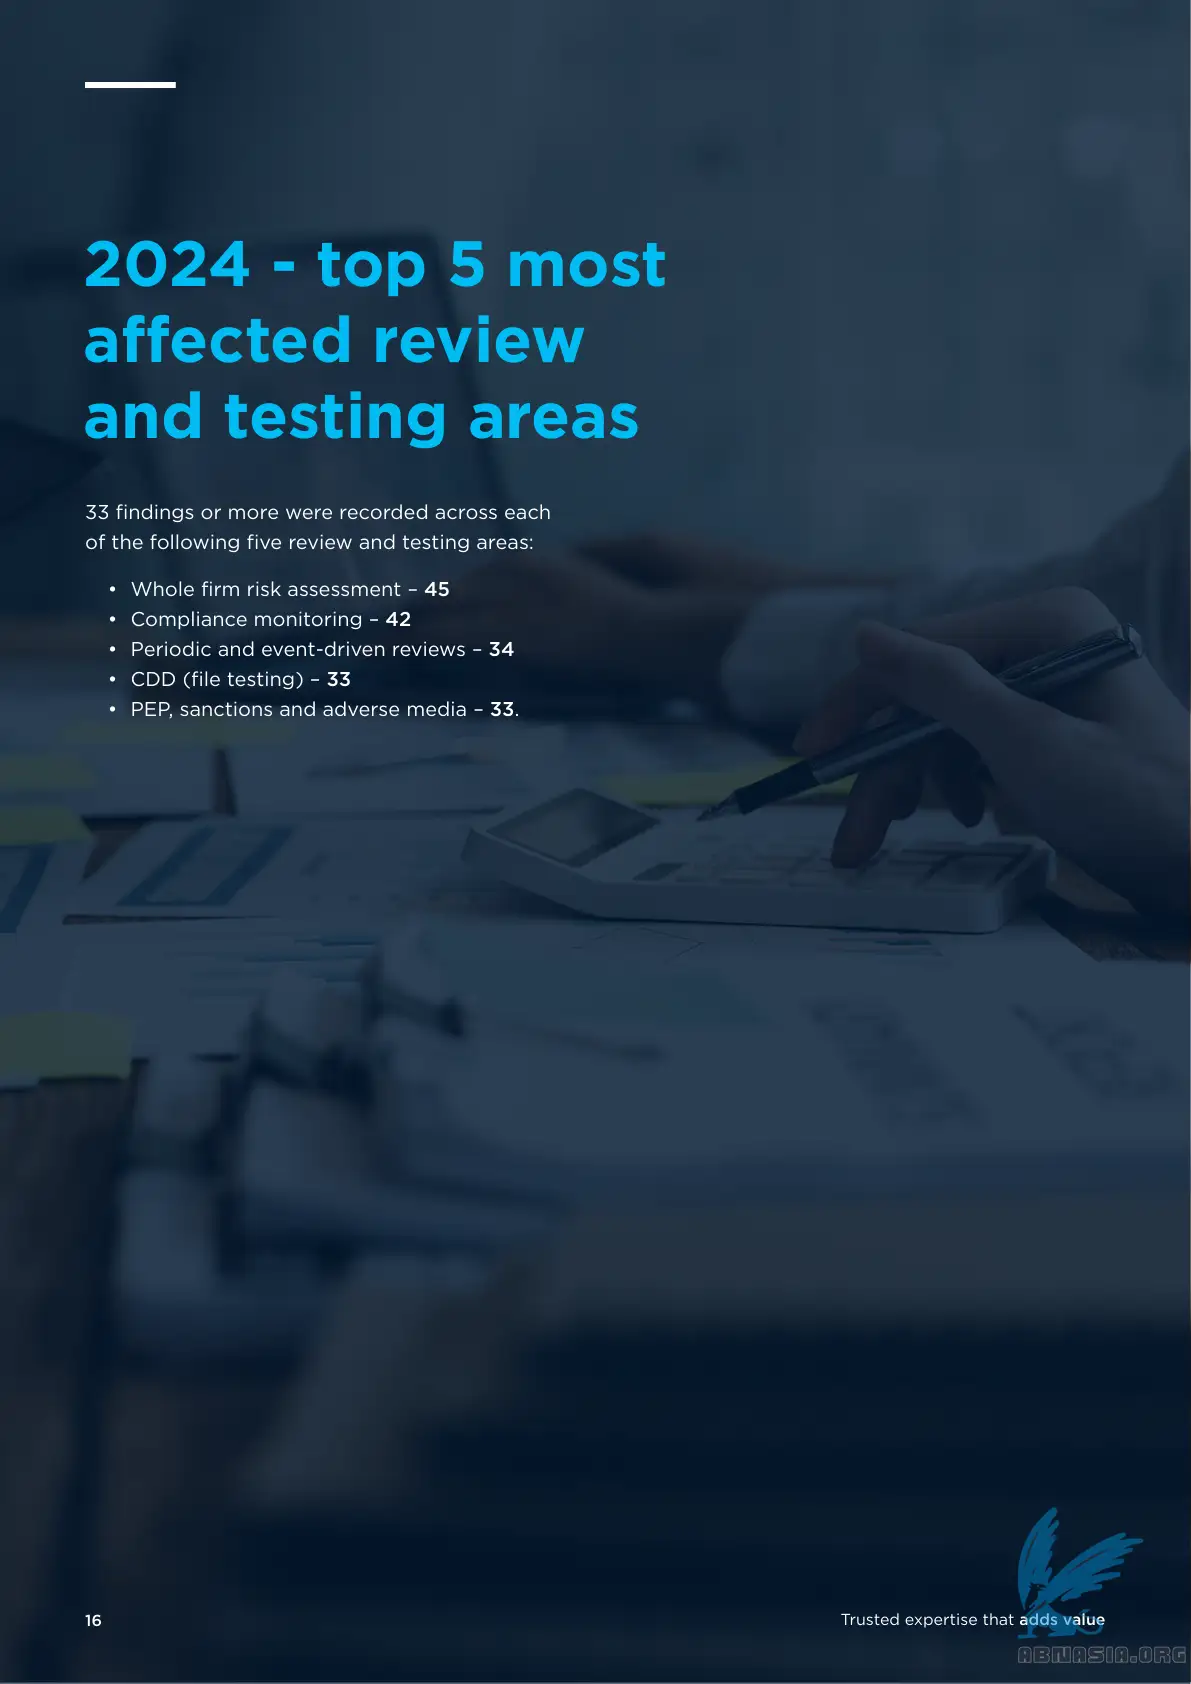 2024 - top 5 most
affected review
and testing areas
33 findings or more were recorded across each
of the following five review and testing areas:
• Whole firm risk assessment – 45
• Compliance monitoring – 42
• Periodic and event-driven reviews – 34
• CDD (file testing) – 33
• PEP, sanctions and adverse media – 33.
16
Trusted expertise that adds value
ABNASIA.ORG